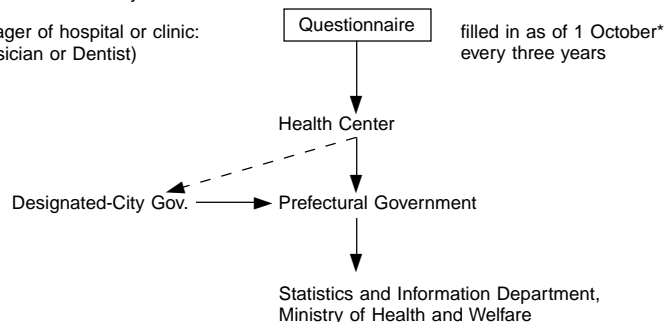 Questionnaire
ager of hospital or clinic:
sician or Dentist)
filled in as of 1 October*
every three years
Health Center
Designated-City Gov.
Prefectural Government
Statistics and Information Department,
Ministry of Health and Welfare